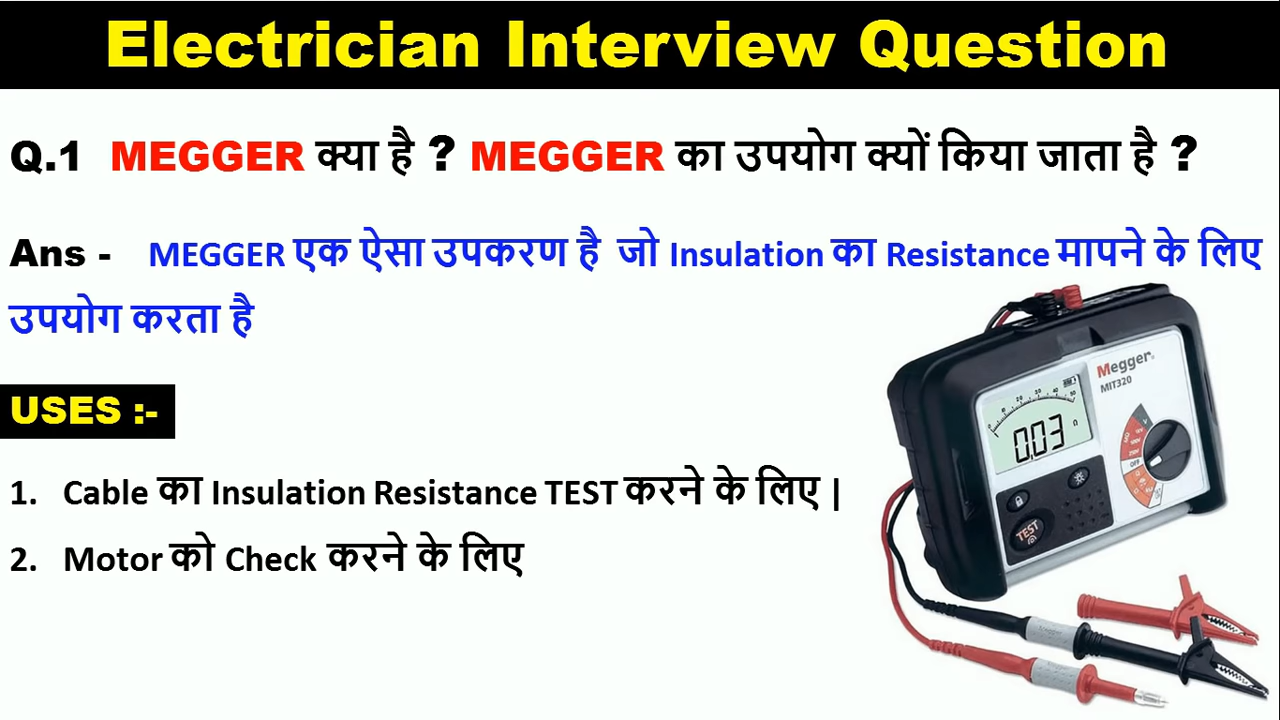 Electrician Interview Question
Q.1 MEGGER क्या है ? MEGGER का उपयोग क्यों किया जाता है ?
Ans - MEGGER एक ऐसा उपकरण है जो Insulation का Resistance मापने के लिए
उपयोग करता है
USES :-
1. Cable का Insulation Resistance TEST करने के लिए |
2. Motor को Check करने के लिए
Megger
MIT320
0.03
TEST
OFF